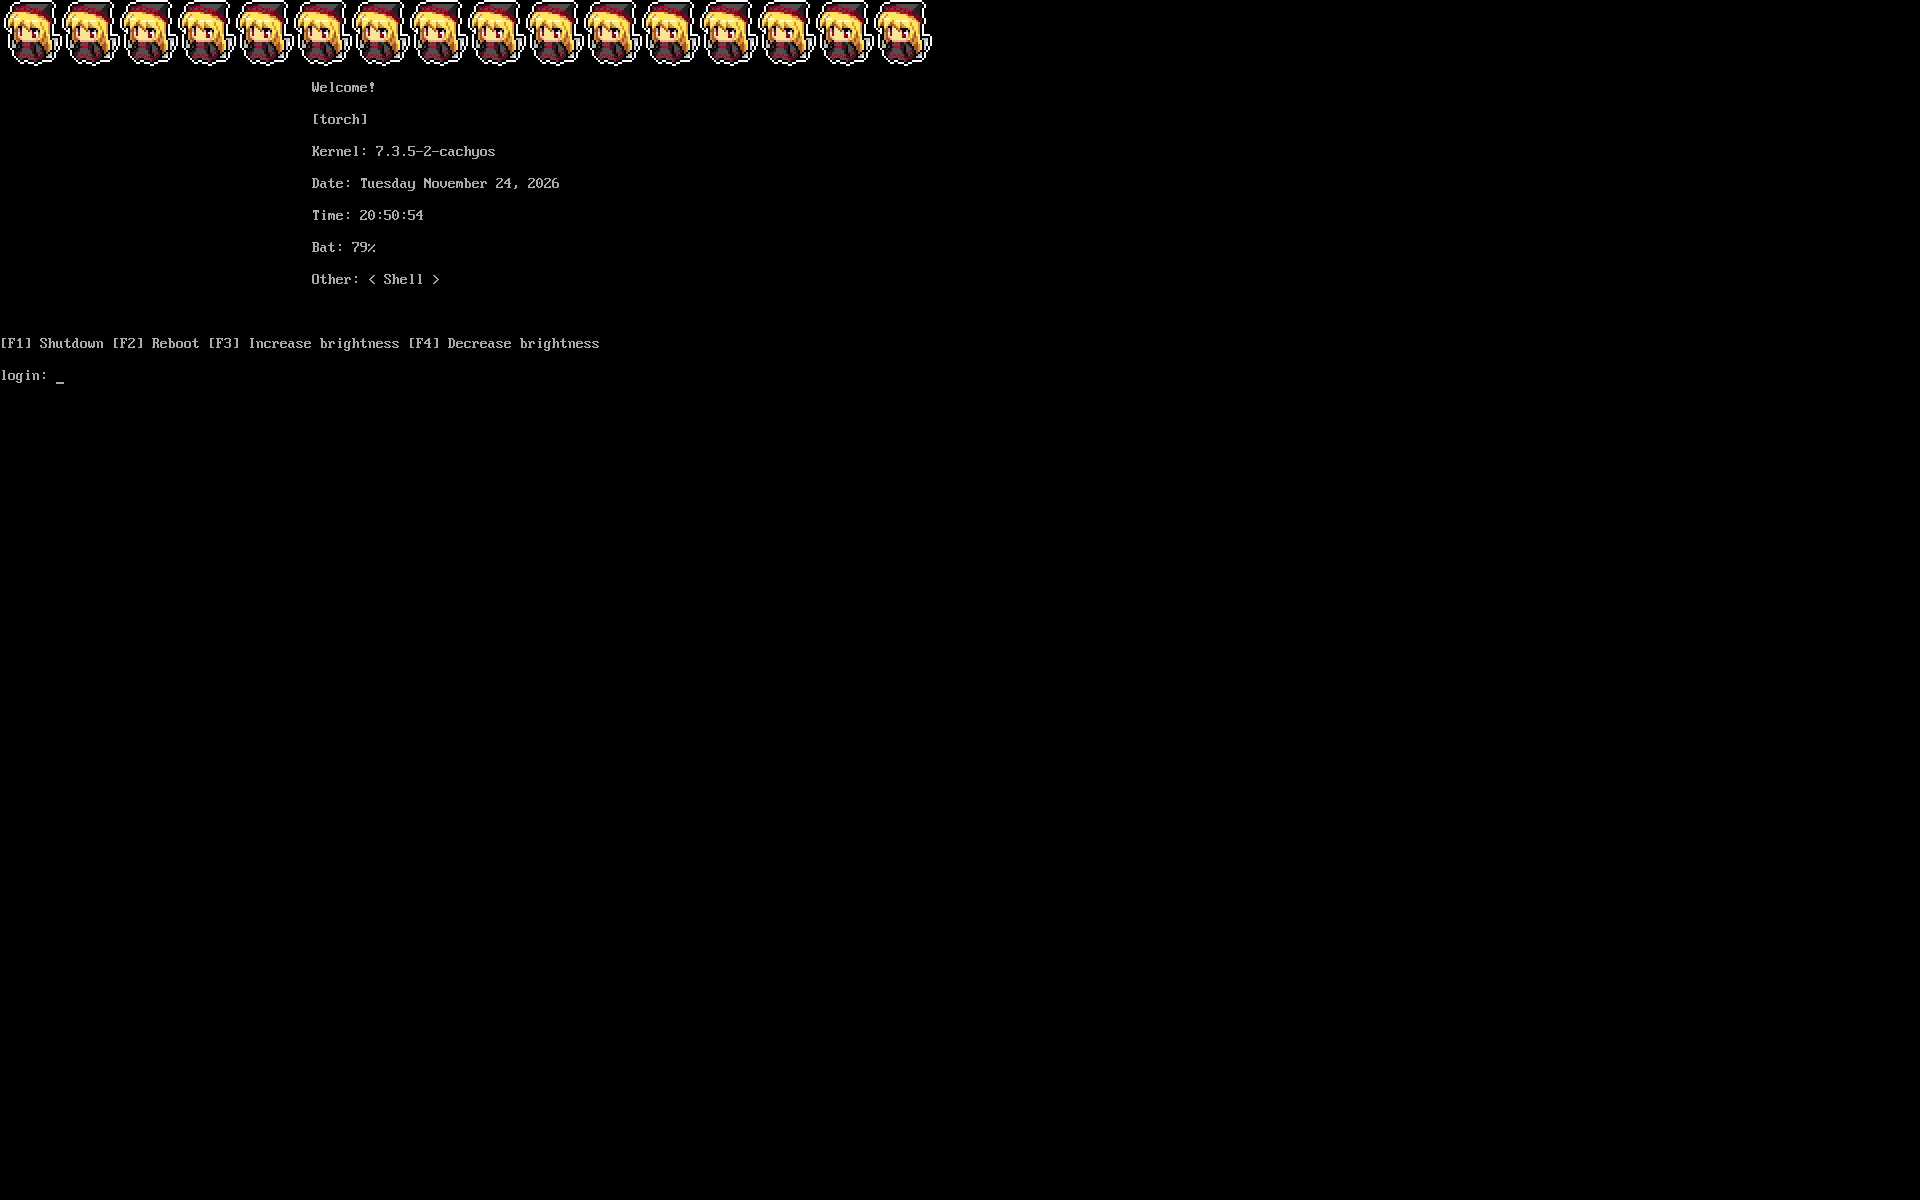 Welcome!
[torch]
Kernel: 7.3.5-2-cachyos
Date: Tuesday November 24, 2026
Time: 20:50:54
Bat: 79%
Other: < Shell >
[F1] Shutdown [F2] Reboot [F3] Increase brightness [F4] Decrease brightness
login: _